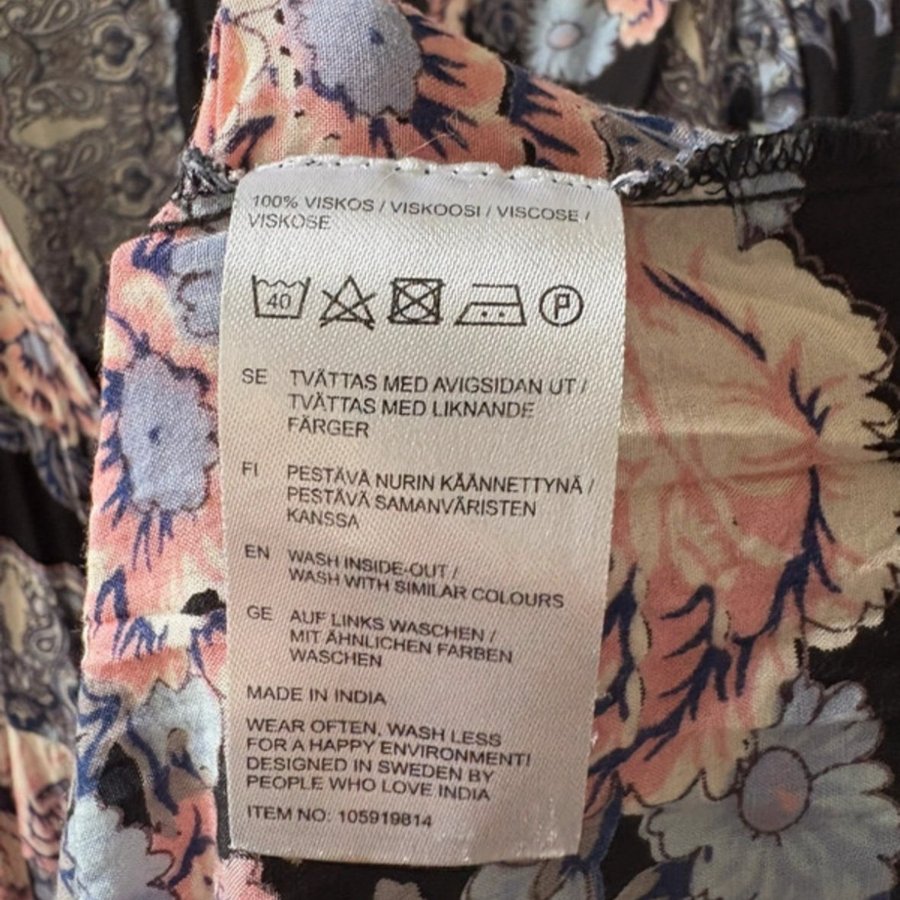 100% VISKOS / VISKOOSI / VISCOSE /
VISKOSE
40
P
SE TVÄTTAS MED AVIGSIDAN UT /
TVÄTTAS MED LIKNANDE
FÄRGER
FI PESTÄVÄ NURIN KÄÄNNETTYNÄ /
PESTÄVÄ SAMANVÄRISTEN
KANSSA
EN WASH INSIDE-OUT /
WASH WITH SIMILAR COLOURS
GE AUF LINKS WASCHEN /
MIT ÄHNLICHEN FARBEN
WASCHEN
MADE IN INDIA
WEAR OFTEN, WASH LESS
FOR A HAPPY ENVIRONMENT!
DESIGNED IN SWEDEN BY
PEOPLE WHO LOVE INDIA
ITEM NO: 105919814